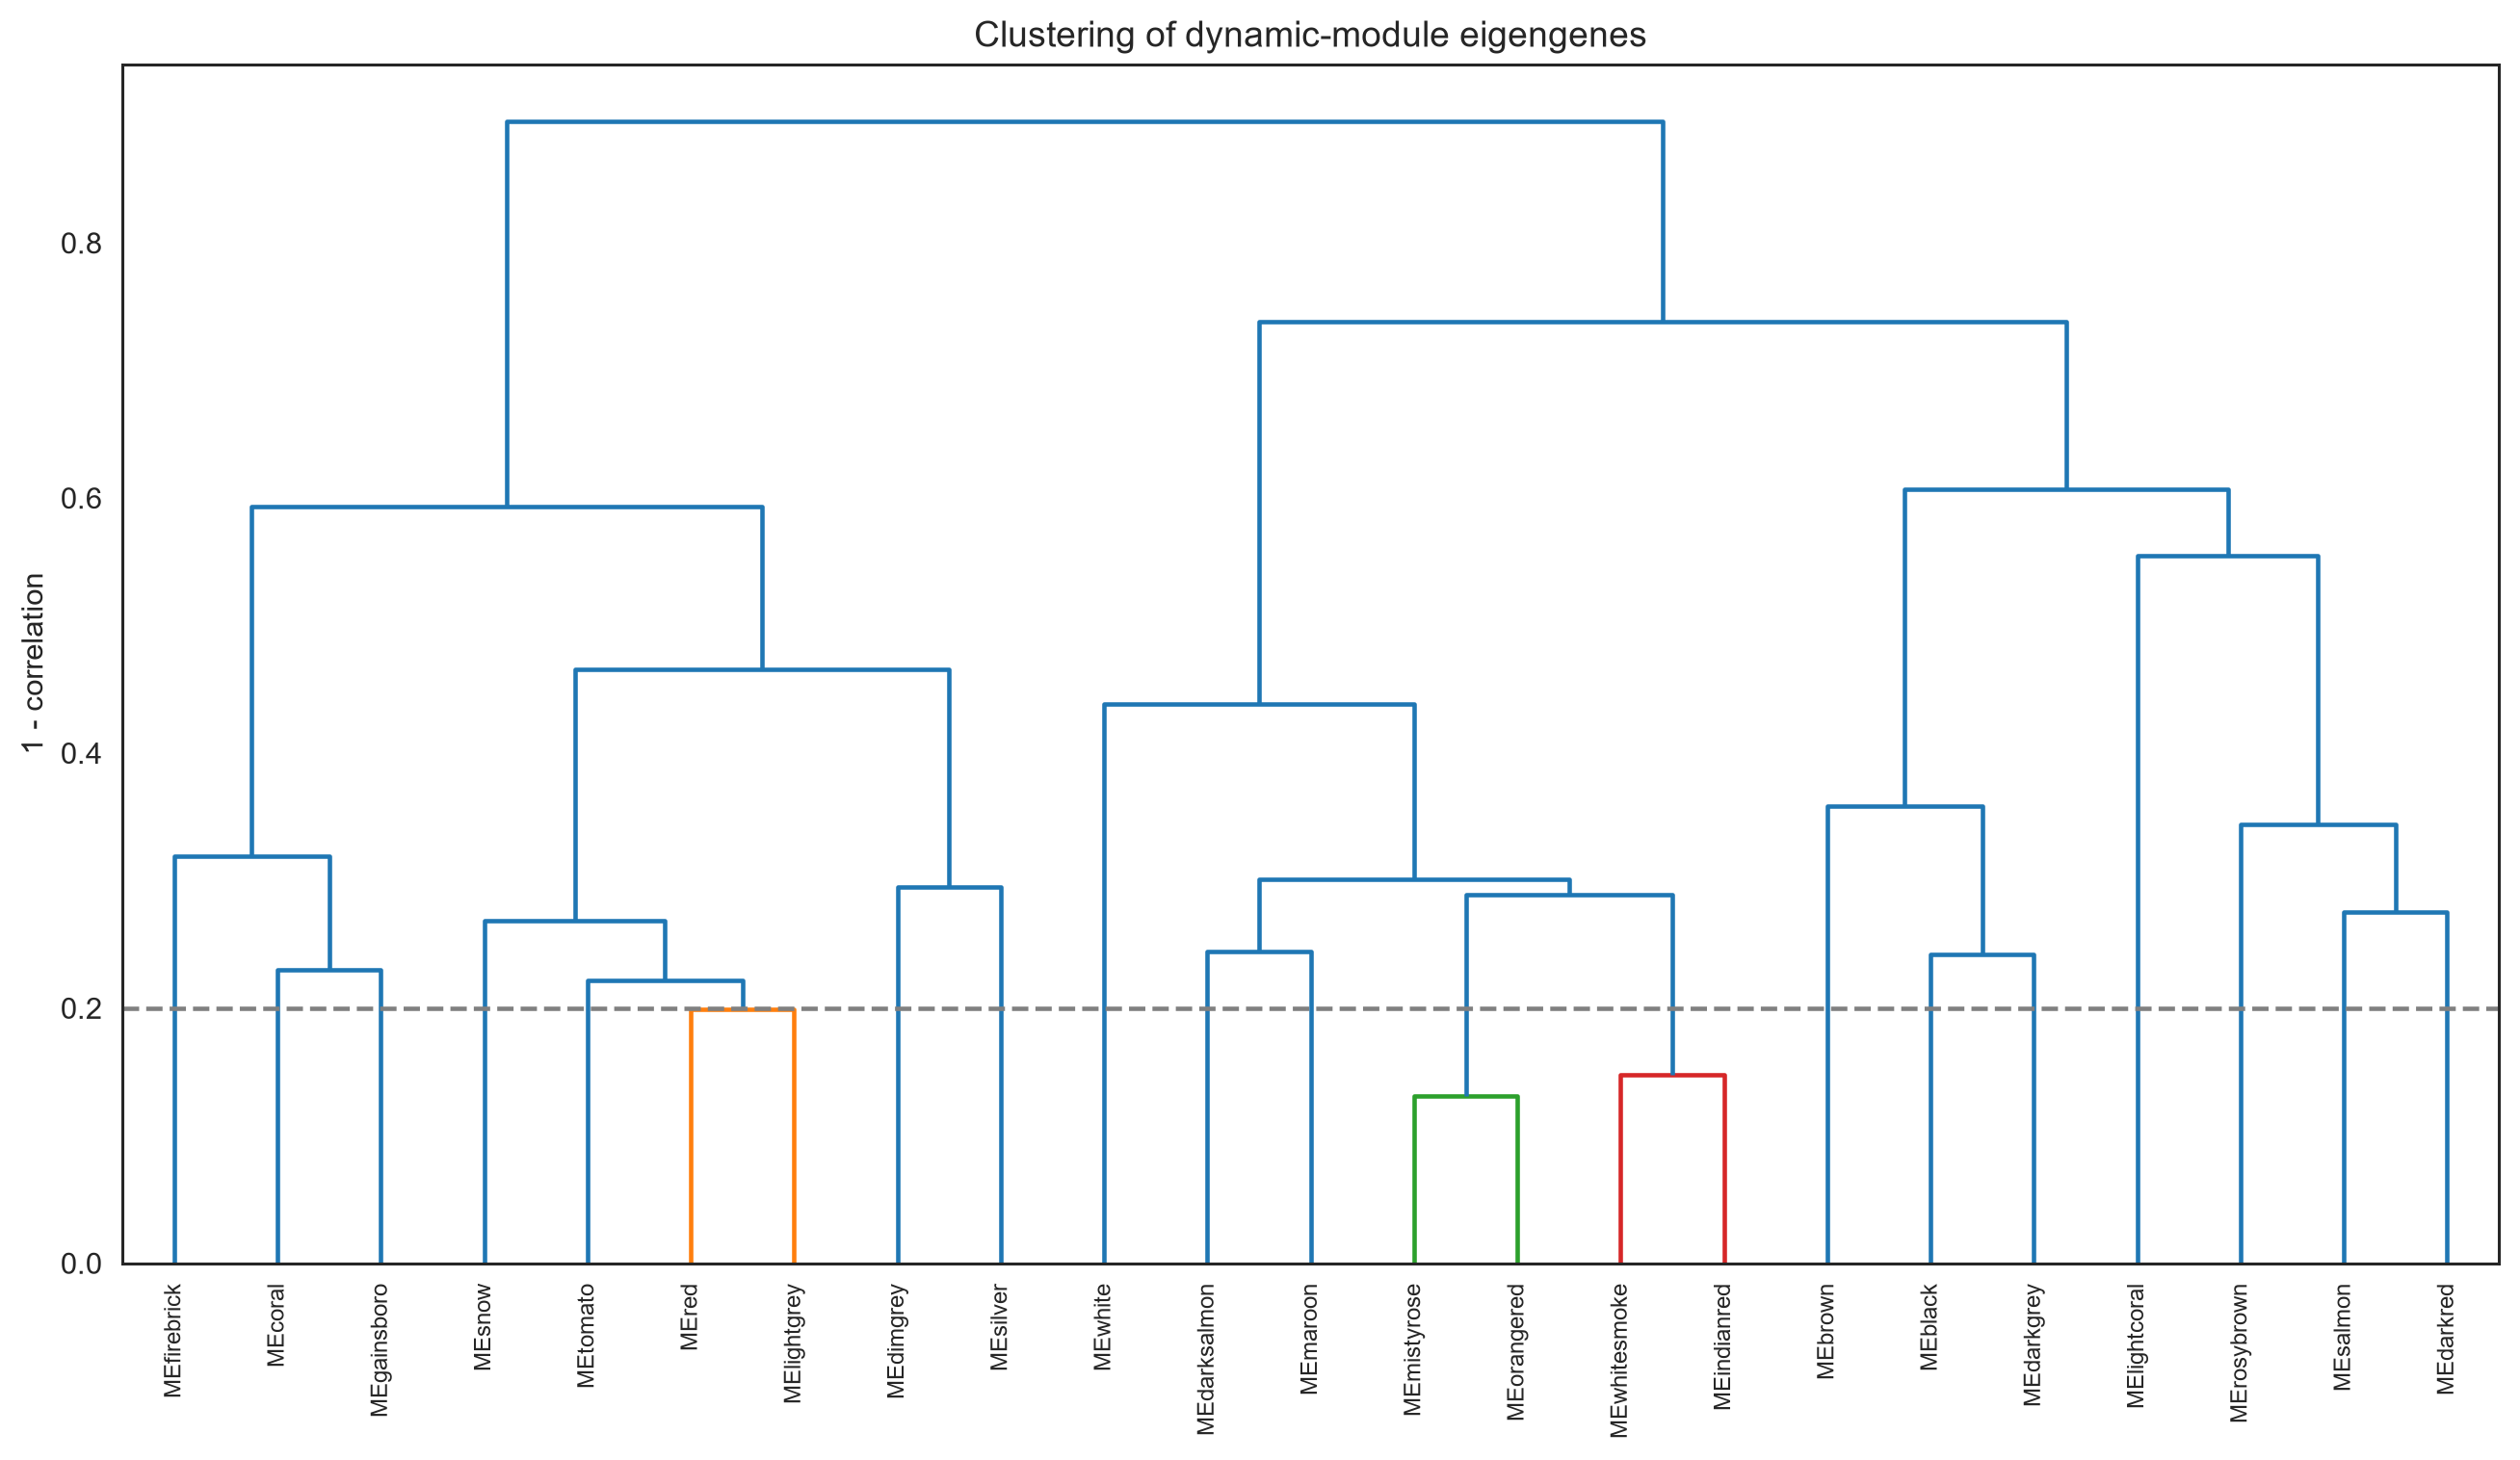 Clustering of dynamic-module eigengenes
1 - correlation
0.8
0.6
0.4
0.2
0.0
MEfirebrick
MEcoral
MEgainsboro
MEsnow
MEtomato
MEred
MElightgrey
MEdimgrey
MEsilver
MEwhite
MEdarksalmon
MEmaroon
MEmistyrose
MEorangered
MEwhitesmoke
MEindianred
MEbrown
MEblack
MEdarkgrey
MElightcoral
MErosybrown
MEsalmon
MEdarkred